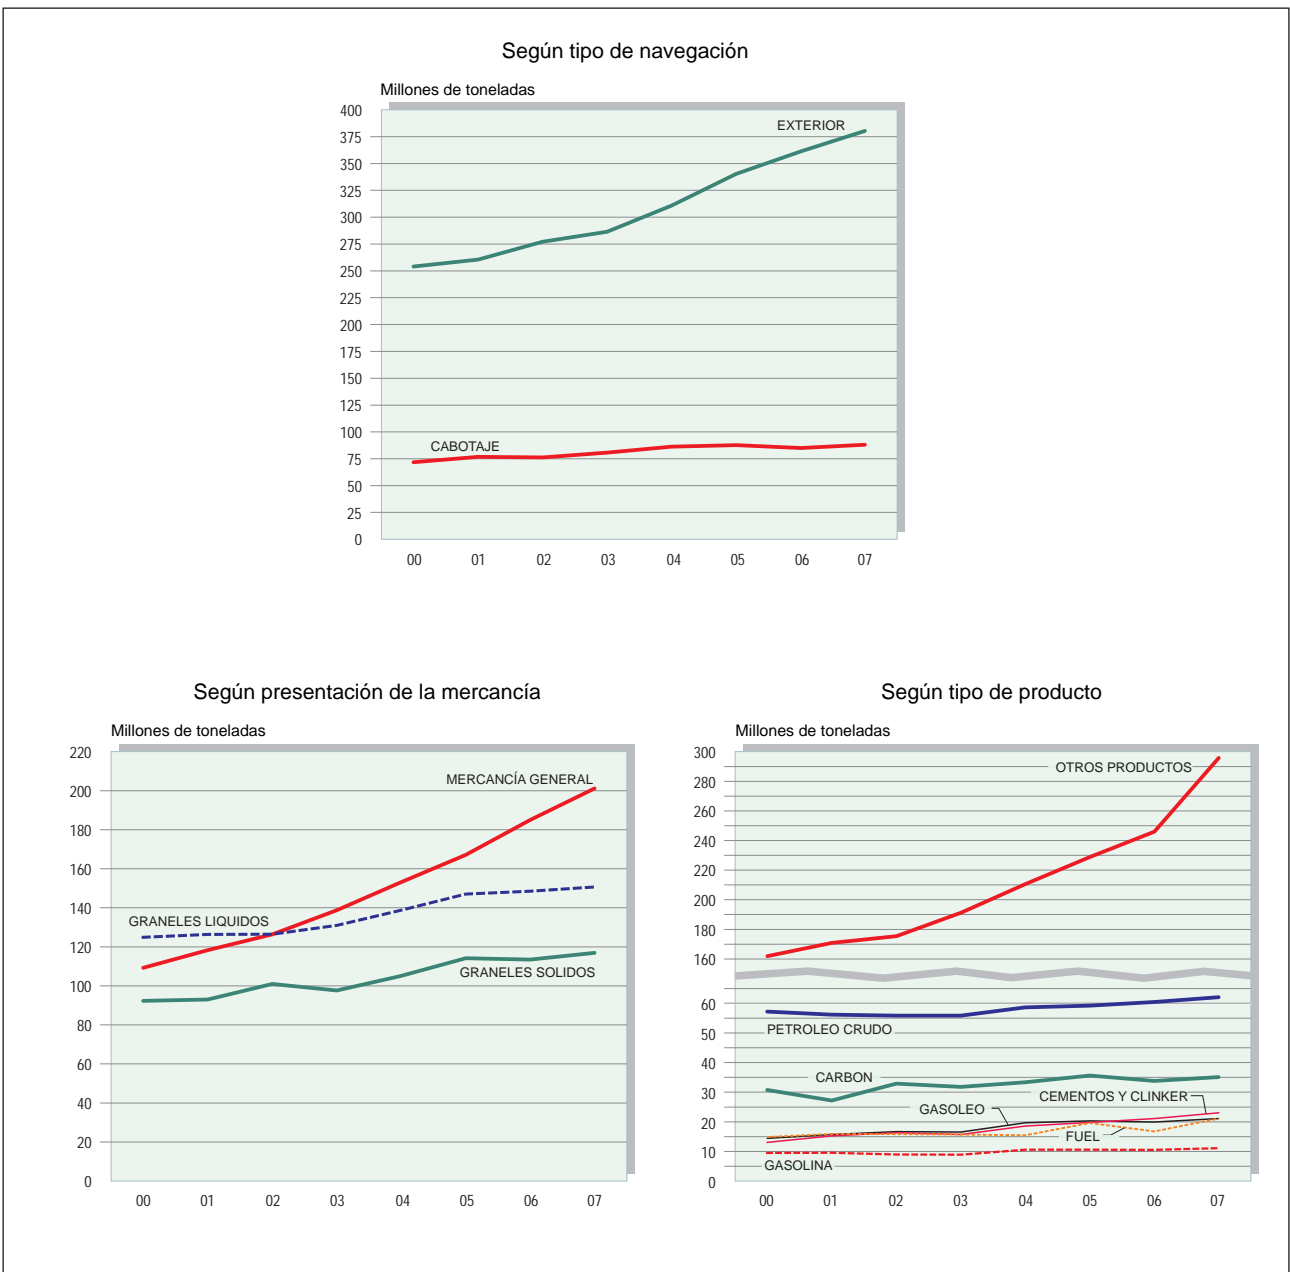 Según tipo de navegación
Millones de toneladas
400
375
350
325
300
275
250
225
200
175
150
125
100
75
50
25
0
EXTERIOR
CABOTAJE
00 01 02 03 04 05 06 07
Según presentación de la mercancía
Millones de toneladas
220
200
180
160
140
120
100
80
60
40
20
0
MERCANCÍA GENERAL
GRANELES LIQUIDOS
GRANELES SOLIDOS
00 01 02 03 04 05 06 07
Según tipo de producto
Millones de toneladas
300
280
260
240
220
200
180
160
60
50
40
30
20
10
0
OTROS PRODUCTOS
PETROLEO CRUDO
CARBON
CEMENTOS Y CLINKER
GASOLEO
FUEL
GASOLINA
00 01 02 03 04 05 06 07